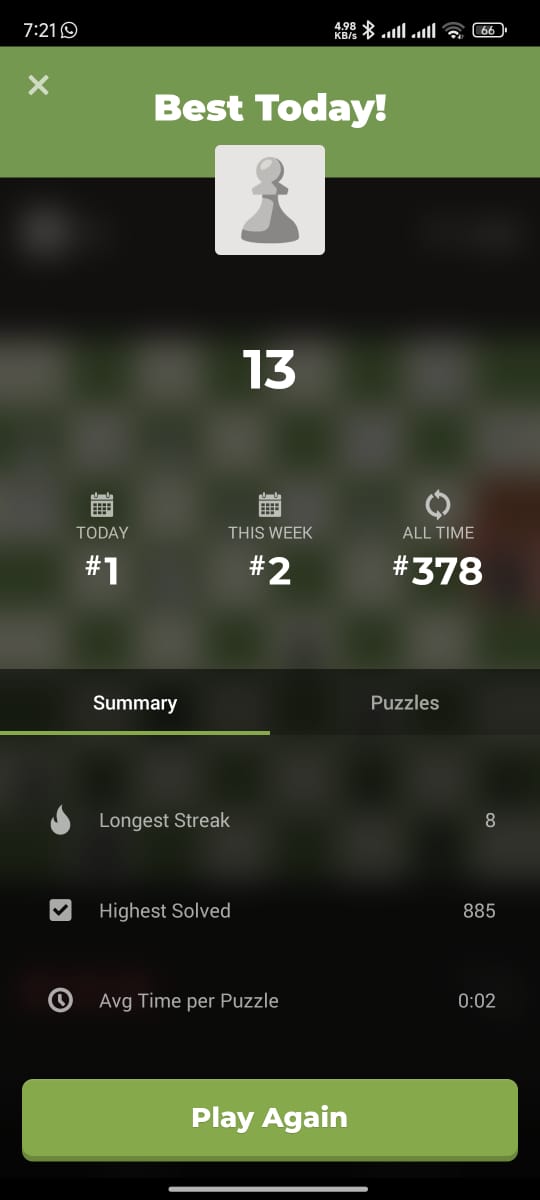 7:21
4.98
KB/s
66
Best Today!
13
TODAY
THIS WEEK
ALL TIME
#1
#2
#378
Summary
Puzzles
Longest Streak
8
Highest Solved
885
Avg Time per Puzzle
0:02
Play Again